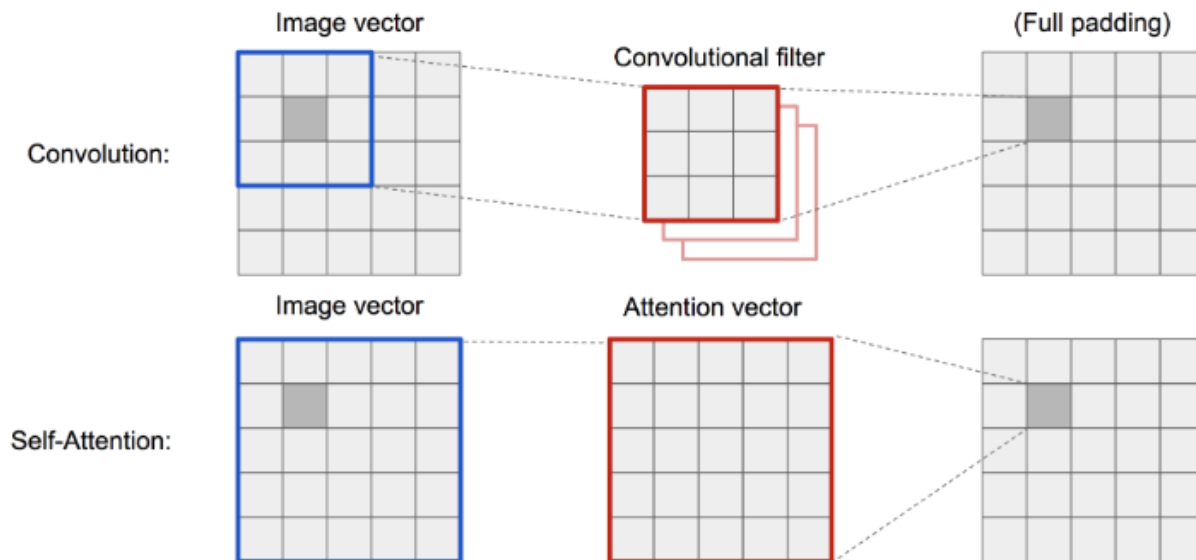 Image vector
(Full padding)
Convolutional filter
Convolution:
Image vector
Attention vector
Self-Attention: